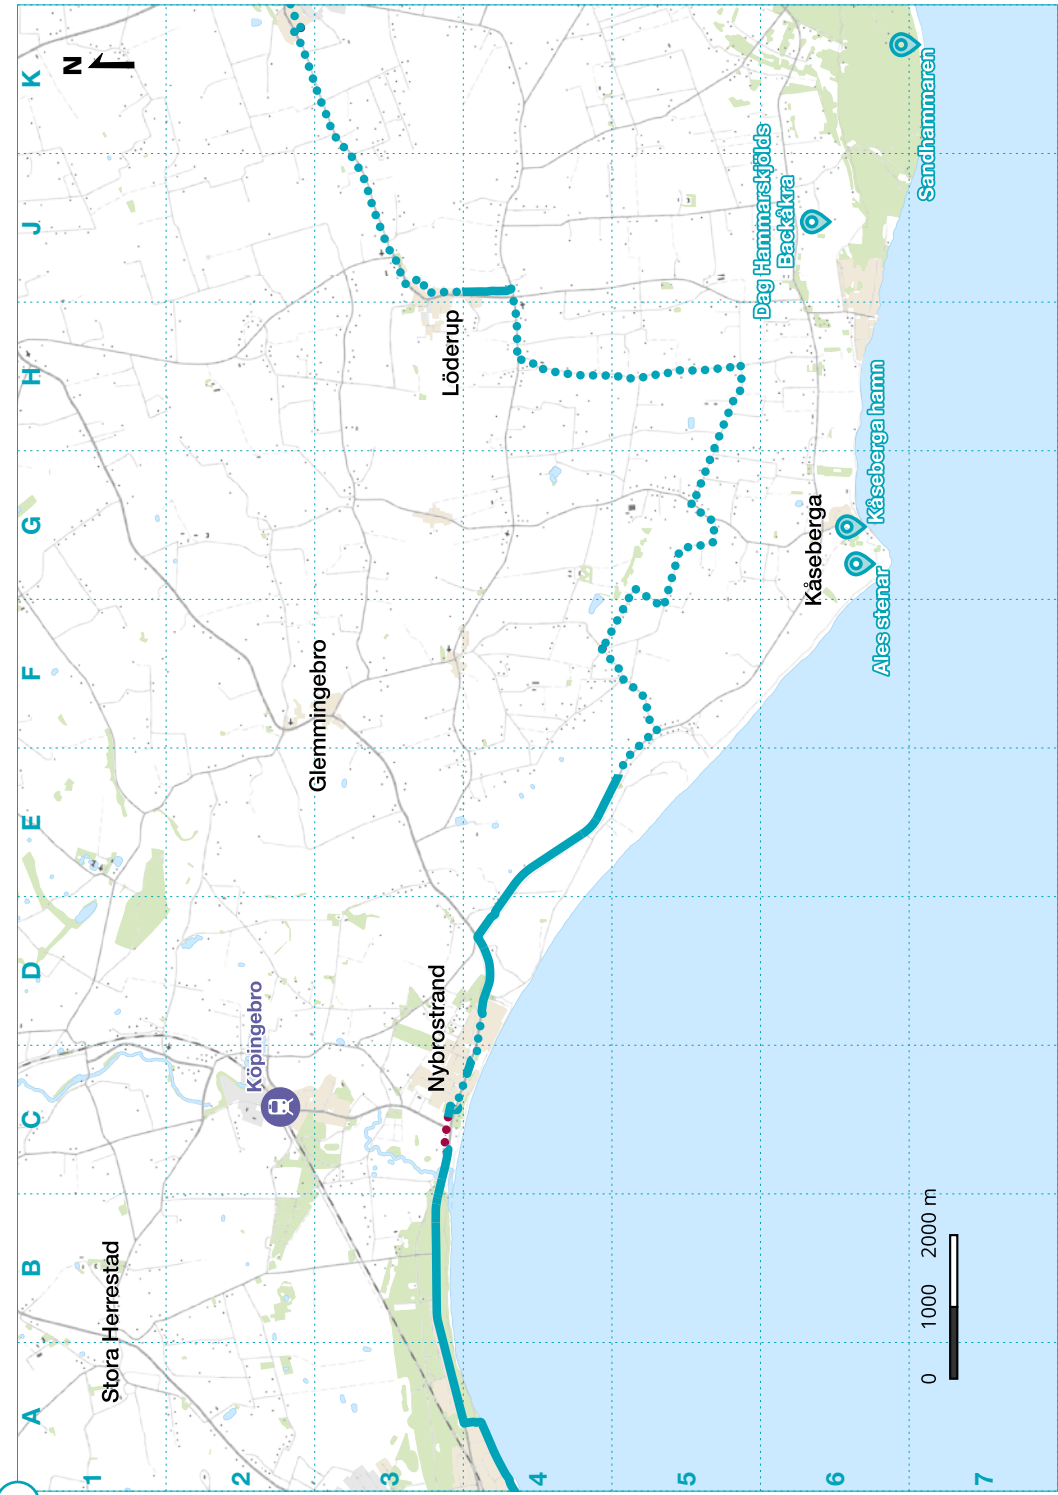 A
B
C
D
E
F
G
H
J
K
N
1
2
3
4
5
6
7
Stora Herrestad
Köpingebro
Nybrostrand
Glemmingebro
Löderup
Dag Hammarskjölds
Backåkra
Sandhammaren
Kåseberga
Kåseberga hamn
Ales stenar
0 1000 2000 m